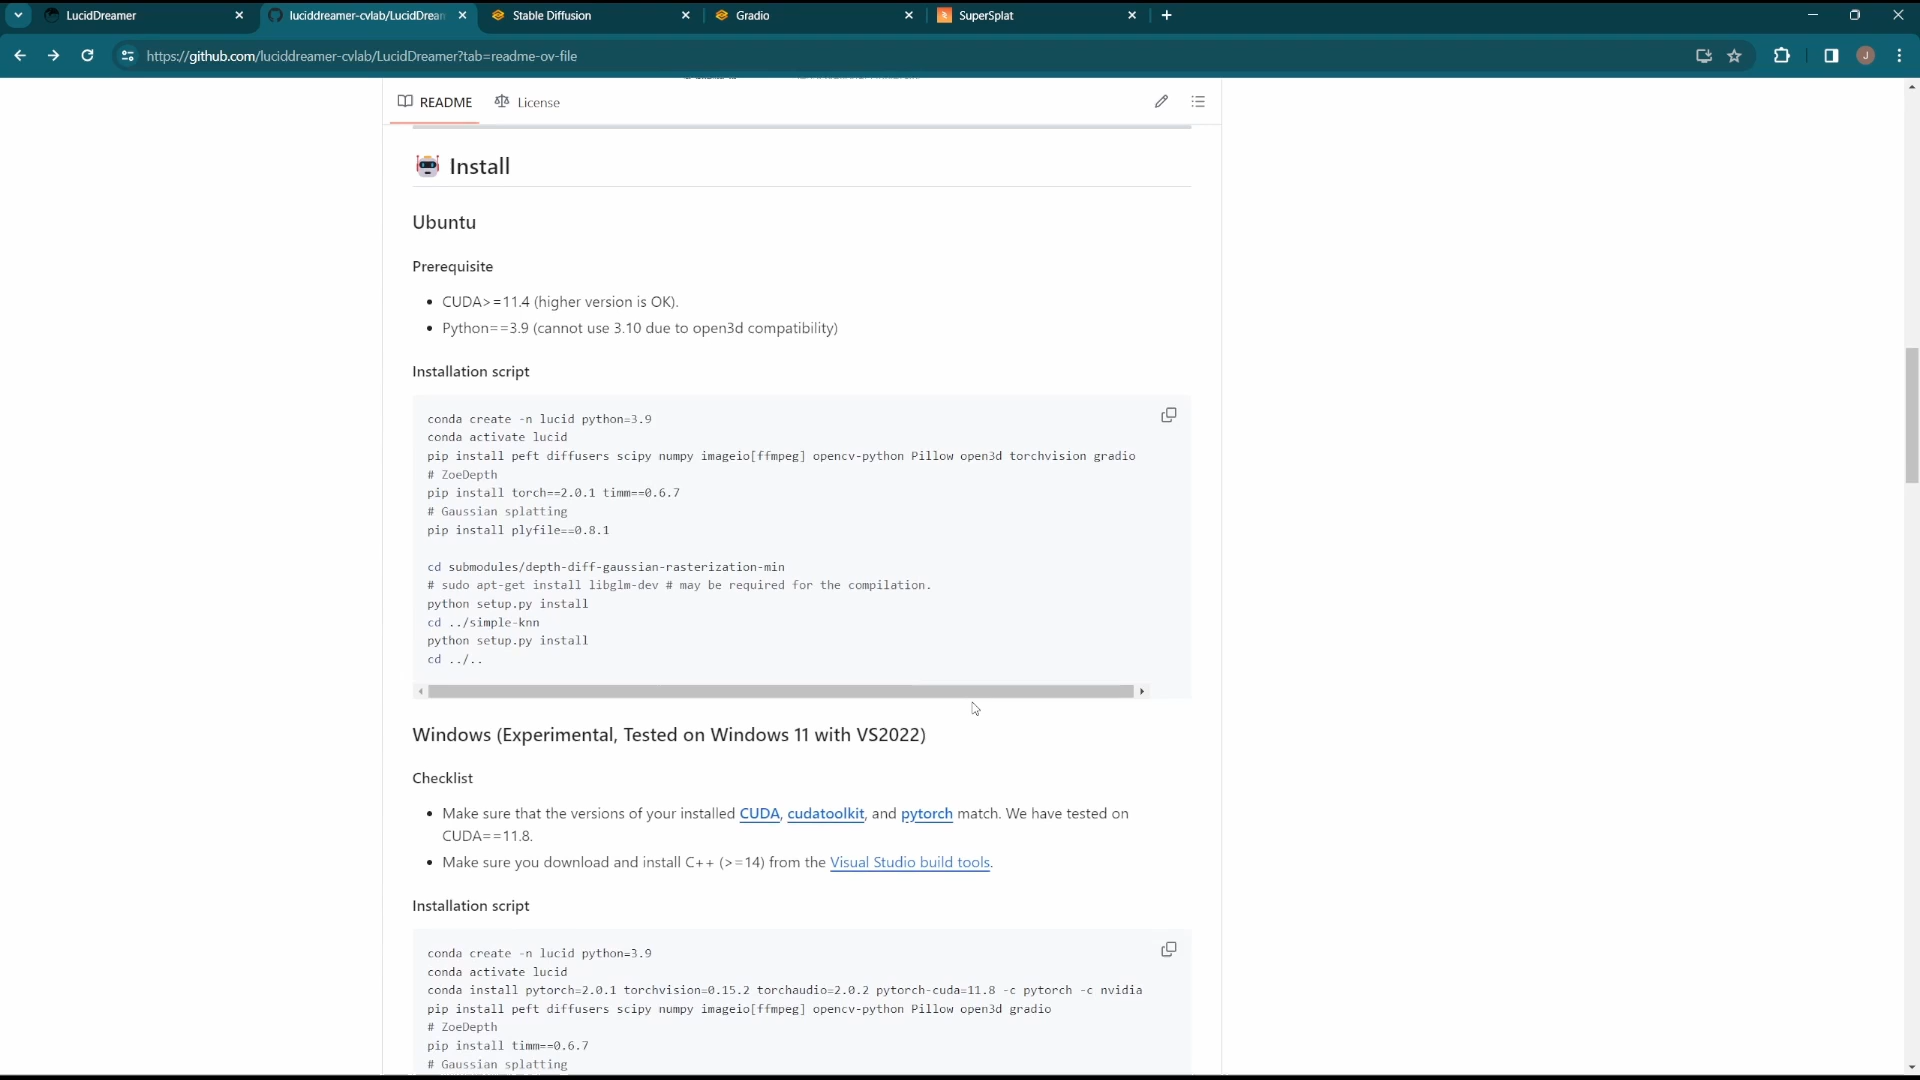 LucidDreamer
luciddreamer-cvlab/LucidDream
Stable Diffusion
Gradio
SuperSplat
https://github.com/luciddreamer-cvlab/LucidDreamer?tab=readme-ov-file
J
README
License
Install
Ubuntu
Prerequisite
• CUDA>=11.4 (higher version is OK).
• Python==3.9 (cannot use 3.10 due to open3d compatibility)
Installation script
conda create -n lucid python=3.9
conda activate lucid
pip install peft diffusers scipy numpy imageio[ffmpeg] opencv-python Pillow open3d torchvision gradio
# ZoeDepth
pip install torch==2.0.1 timm==0.6.7
# Gaussian splatting
pip install plyfile==0.8.1
cd submodules/depth-diff-gaussian-rasterization-min
# sudo apt-get install libglm-dev # may be required for the compilation.
python setup.py install
cd ../simple-knn
python setup.py install
cd ../..
Windows (Experimental, Tested on Windows 11 with VS2022)
Checklist
• Make sure that the versions of your installed CUDA, cudatoolkit, and pytorch match. We have tested on
CUDA==11.8.
• Make sure you download and install C++ (>=14) from the Visual Studio build tools.
Installation script
conda create -n lucid python=3.9
conda activate lucid
conda install pytorch=2.0.1 torchvision=0.15.2 torchaudio=2.0.2 pytorch-cuda=11.8 -c pytorch -c nvidia
pip install peft diffusers scipy numpy imageio[ffmpeg] opencv-python Pillow open3d gradio
# ZoeDepth
pip install timm==0.6.7
# Gaussian splatting